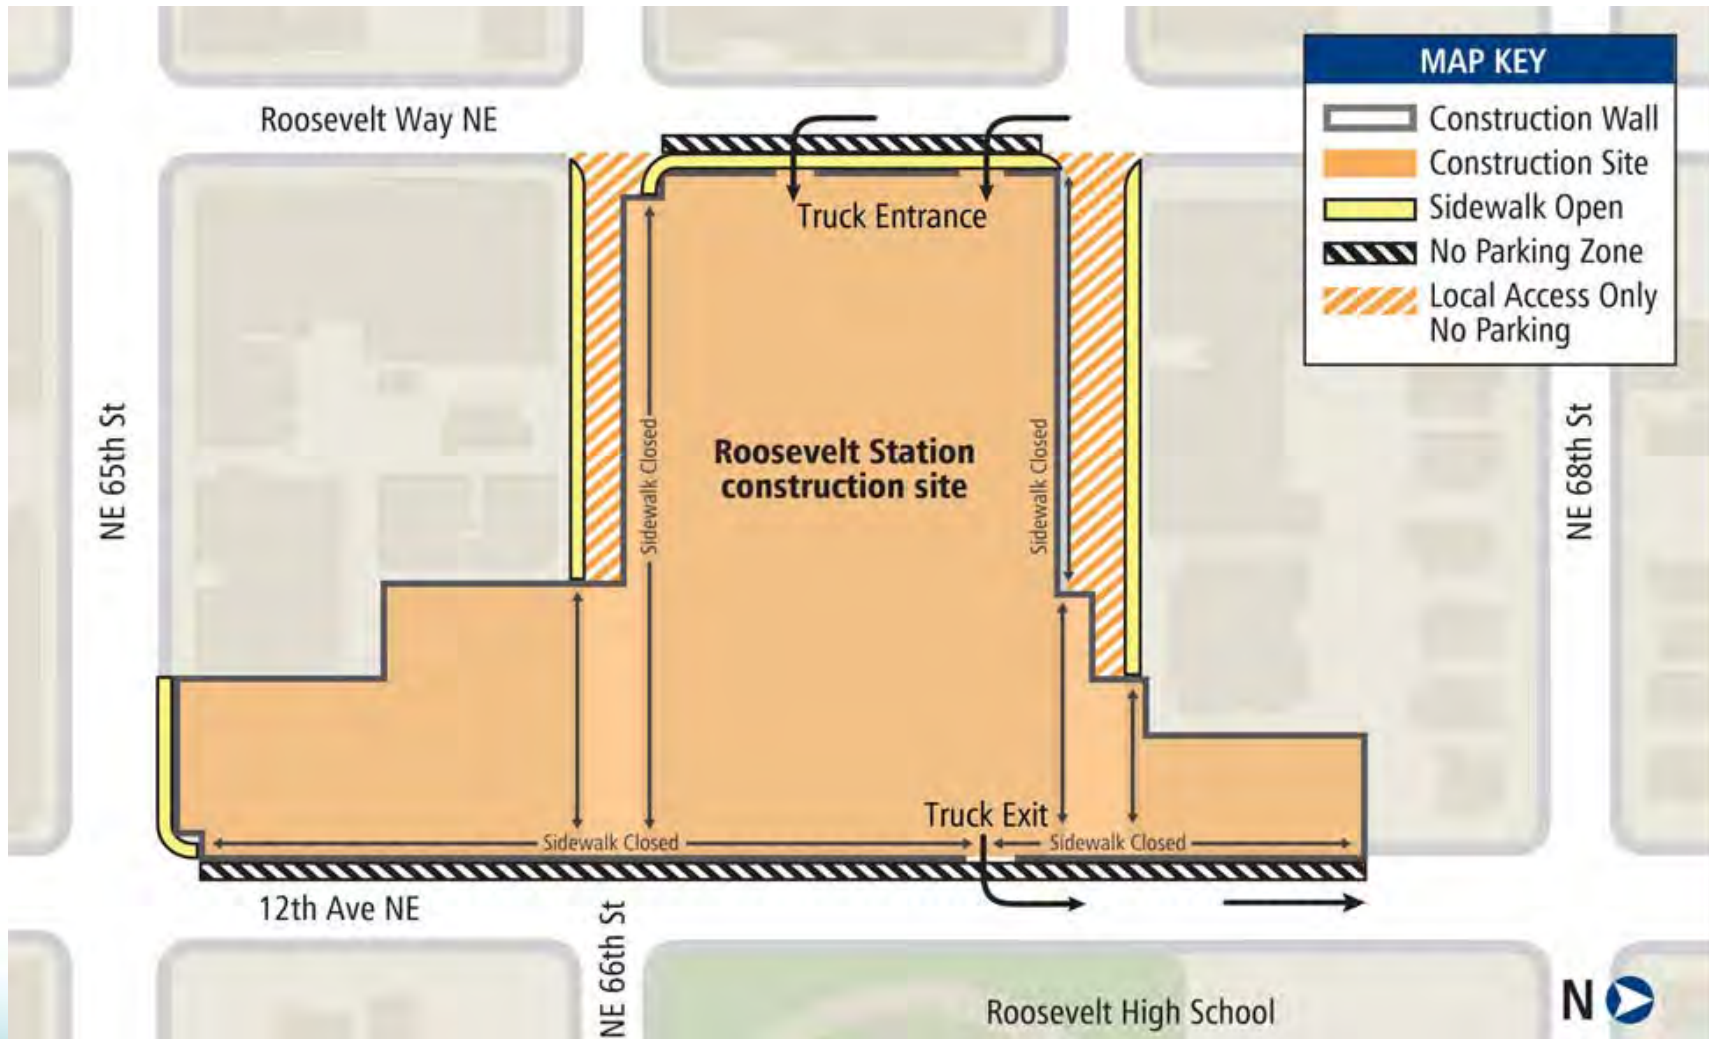 MAP KEY
Construction Wall
Construction Site
Sidewalk Open
No Parking Zone
Local Access Only
No Parking
Roosevelt Way NE
Truck Entrance
NE 65th St
Sidewalk Closed
Roosevelt Station
construction site
Sidewalk Closed
NE 68th St
Truck Exit
Sidewalk Closed
Sidewalk Closed
12th Ave NE
NE 66th St
Roosevelt High School
N